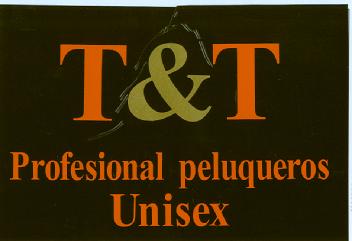 T&T
Profesional peluqueros
Unisex